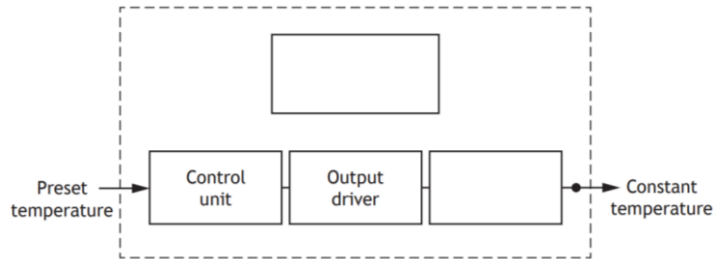 Preset
temperature
Control
unit
Output
driver
Constant
temperature